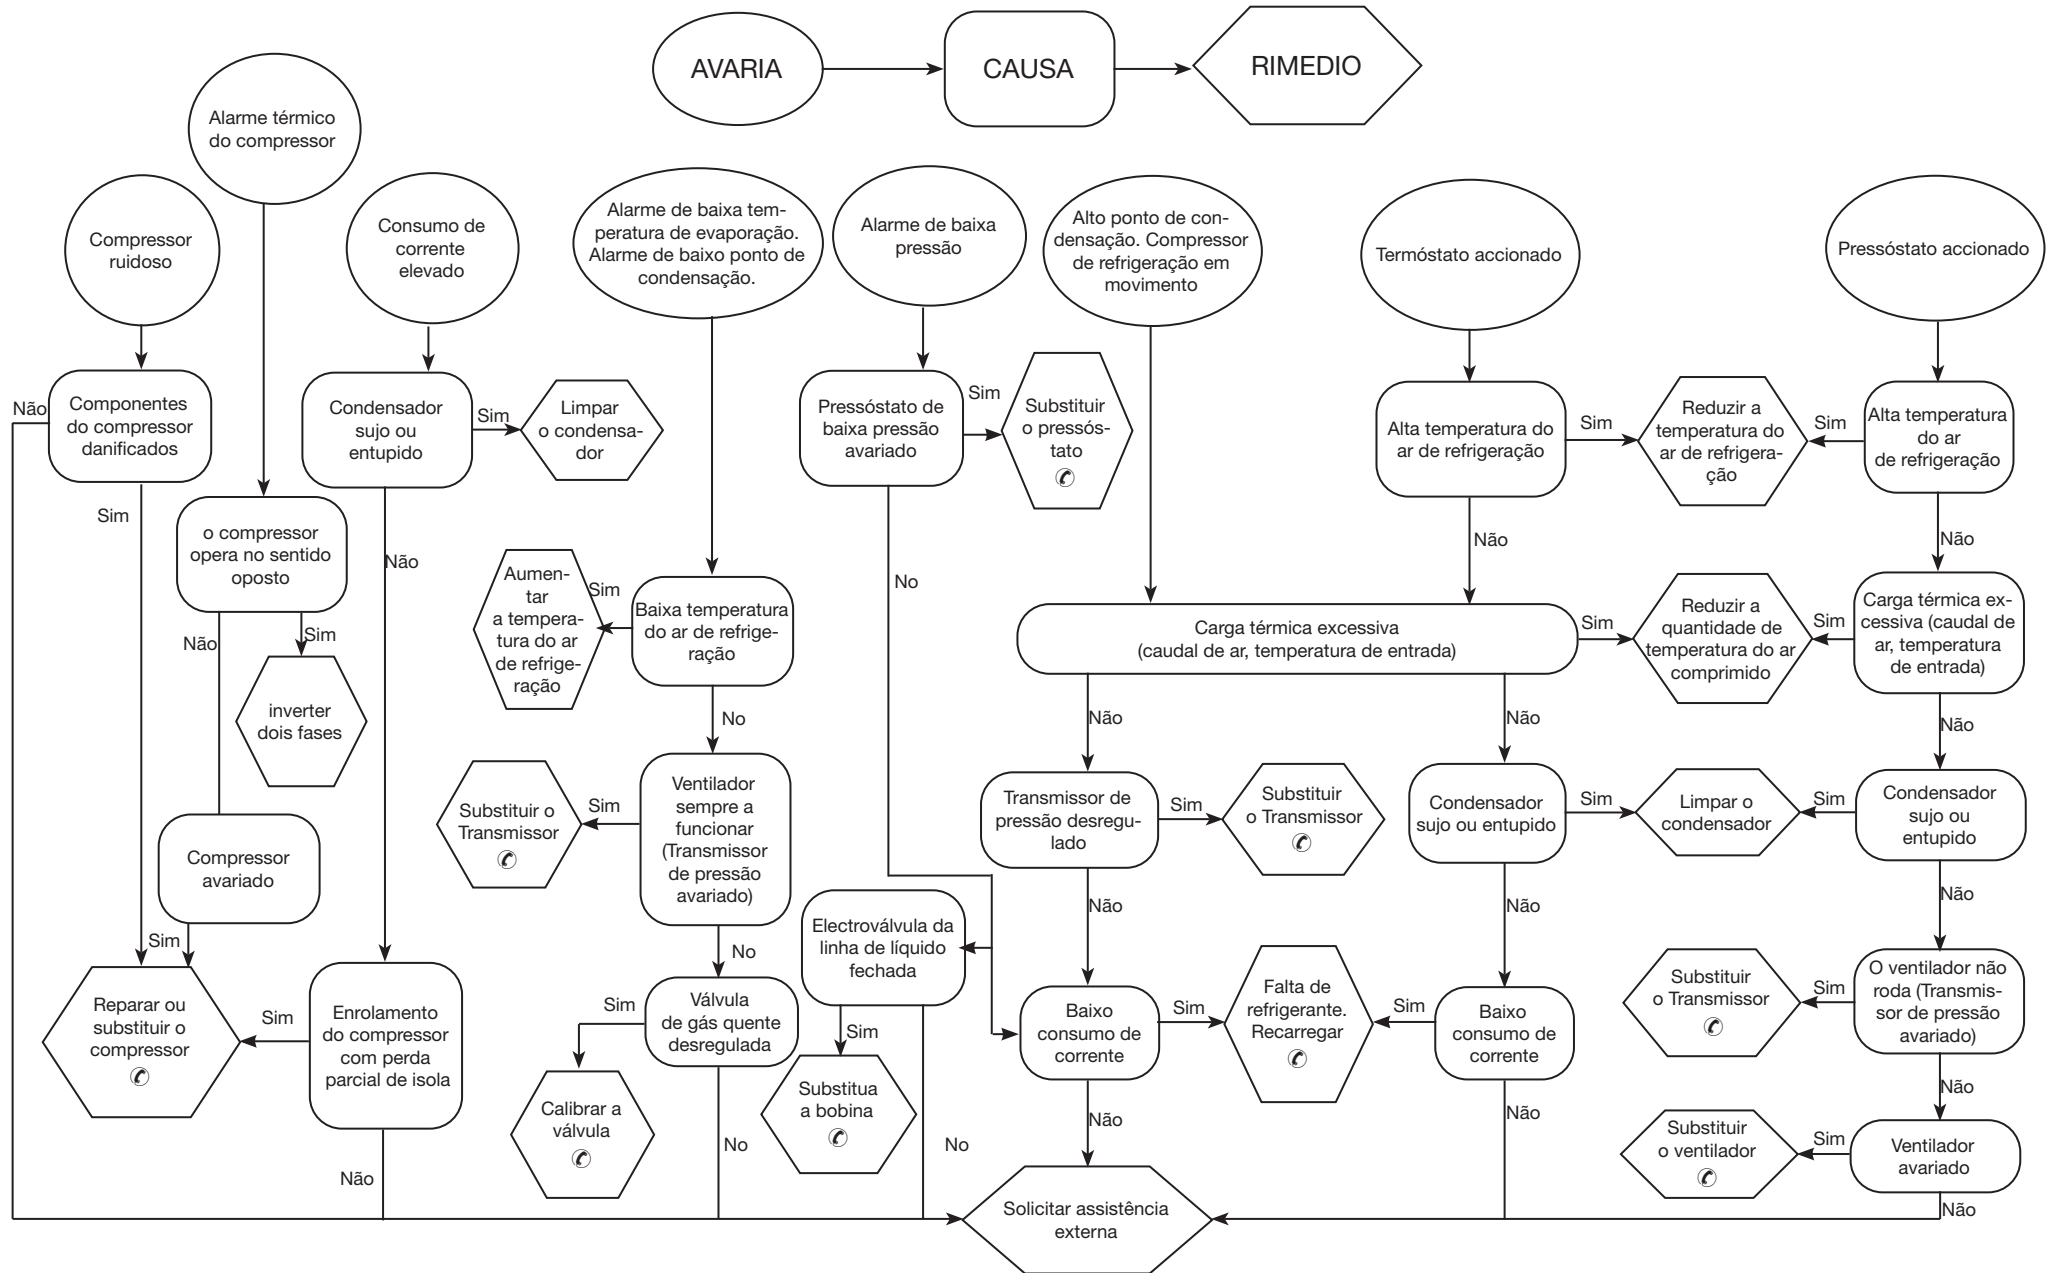 AVARIA
CAUSA
RIMEDIO
Alarme térmico
do compressor
Compressor
ruidoso
Consumo de
corrente
elevado
Alarme de baixa tem-
peratura de evaporação.
Alarme de baixo ponto de
condensação.
Alarme de baixa
pressão
Alto ponto de con-
densação. Compressor
de refrigeração em
movimento
Termóstato accionado
Pressóstato accionado
Não
Componentes
do compressor
danificados
Sim
Condensador
sujo ou
entupido
Sim
Limpar
o condensa-
dor
Não
Pressóstato de
baixa pressão
avariado
Sim
Substituir
o pressós-
tato
No
Alta temperatura do
ar de refrigeração
Sim
Reduzir a
temperatura do
ar de refrigera-
ção
Sim
Alta temperatura
do ar
de refrigeração
Não
Não
o compressor
opera no sentido
oposto
Não
Sim
inverter
dois fases
Aumen-
tar
a tempera-
tura do ar
de refrige-
ração
Sim
Baixa temperatura
do ar de refrige-
ração
No
Carga térmica excessiva
(caudal de ar, temperatura de entrada)
Sim
Reduzir a
quantidade de
temperatura do ar
comprimido
Sim
Carga térmica ex-
cessiva (caudal de
ar, temperatura
de entrada)
Não
Não
Não
Substituir o
Transmissor
Sim
Ventilador
sempre a
funcionar
(Transmissor
de pressão
avariado)
No
Transmissor de
pressão desregu-
lado
Sim
Substituir
o Transmissor
Não
Condensador
sujo ou entupido
Sim
Limpar o
condensador
Sim
Condensador
sujo ou
entupido
Não
Não
Compressor
avariado
Sim
Reparar ou
substituir o
compressor
Sim
Enrolamento
do compressor
com perda
parcial de isola
Não
Sim
Válvula
de gás quente
desregulada
No
Calibrar a
válvula
Electroválvula da
linha de líquido
fechada
Sim
Substitua
a bobina
No
Baixo
consumo de
corrente
Sim
Falta de
refrigerante.
Recarregar
Sim
Baixo
consumo de
corrente
Não
Não
Substituir
o Transmissor
Sim
O ventilador não
roda (Transmis-
sor de pressão
avariado)
Não
Substituir
o ventilador
Sim
Ventilador
avariado
Não
Solicitar assistência
externa